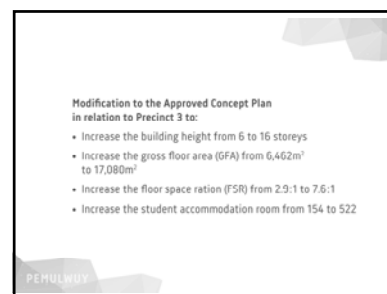 Modification to the Approved Concept Plan
in relation to Precinct 3 to:
• Increase the building height from 6 to 16 storeys
• Increase the gross floor area (GFA) from 6,462m²
to 17,080m²
• Increase the floor space ration (FSR) from 2.9:1 to 7.6:1
• Increase the student accommodation room from 154 to 522
PEMULWUY